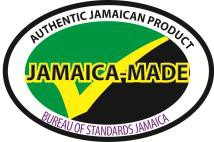 AUTHENTIC JAMAICAN PRODUCT
JAMAICA-MADE
BUREAU OF STANDARDS JAMAICA